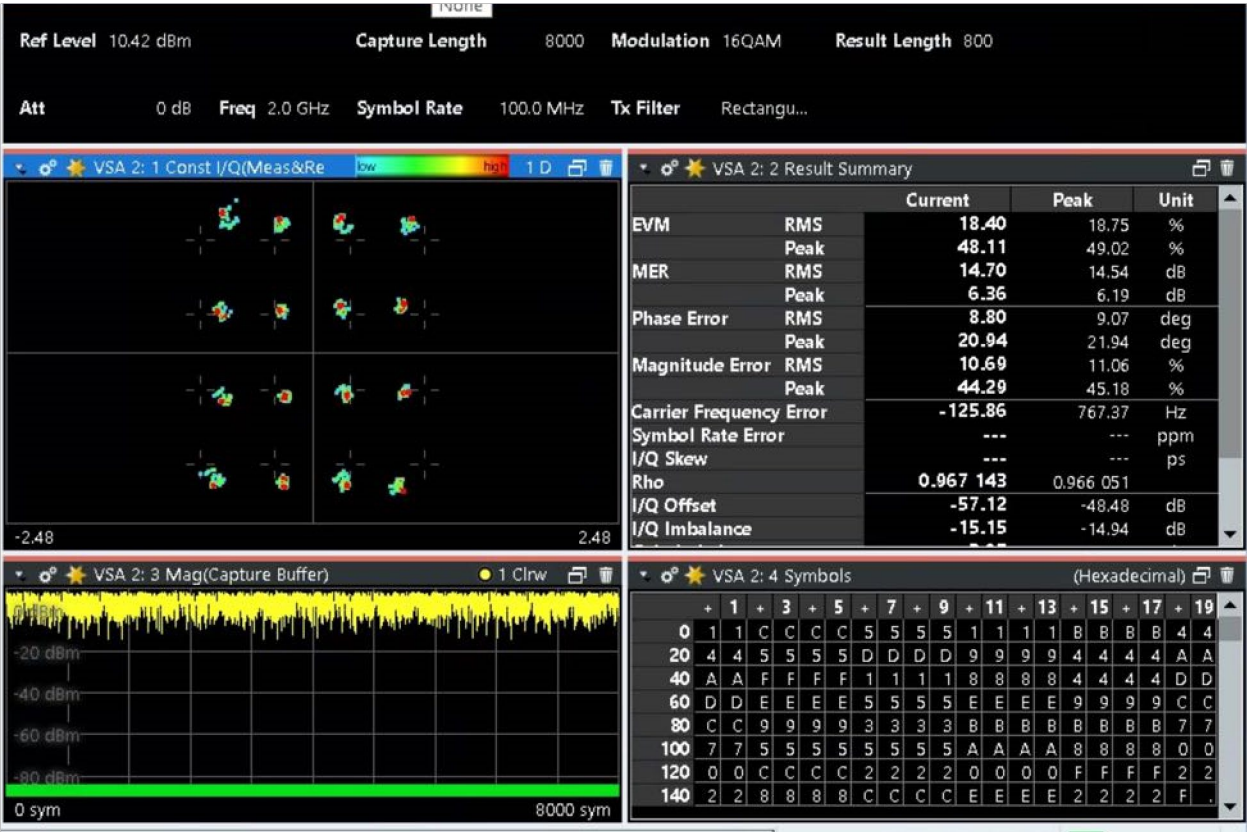 None
Ref Level 10.42 dBm Capture Length 8000 Modulation 16QAM Result Length 800
Att 0 dB Freq 2.0 GHz Symbol Rate 100.0 MHz Tx Filter Rectangu...
VSA 2: 1 Const I/Q(Meas&Re low high 1 D
-2.48 2.48
VSA 2: 2 Result Summary
Current Peak Unit
EVM RMS 18.40 18.75 %
Peak 48.11 49.02 %
MER RMS 14.70 14.54 dB
Peak 6.36 6.19 dB
Phase Error RMS 8.80 9.07 deg
Peak 20.94 21.94 deg
Magnitude Error RMS 10.69 11.06 %
Peak 44.29 45.18 %
Carrier Frequency Error -125.86 767.37 Hz
Symbol Rate Error --- --- ppm
I/Q Skew --- --- ps
Rho 0.967 143 0.966 051
I/Q Offset -57.12 -48.48 dB
I/Q Imbalance -15.15 -14.94 dB
VSA 2: 3 Mag(Capture Buffer) 1 Clrw
0 dBm
-20 dBm
-40 dBm
-60 dBm
-80 dBm
0 sym 8000 sym
VSA 2: 4 Symbols (Hexadecimal)
+ 1 + 3 + 5 + 7 + 9 + 11 + 13 + 15 + 17 + 19
0 1 1 C C C C 5 5 5 5 1 1 1 1 B B B B 4 4
20 4 4 5 5 5 5 D D D D 9 9 9 9 4 4 4 4 A A
40 A A F F F F 1 1 1 1 8 8 8 8 4 4 4 4 D D
60 D D E E E E 5 5 5 5 E E E E 9 9 9 9 C C
80 C C 9 9 9 9 3 3 3 3 B B B B B B B B 7 7
100 7 7 5 5 5 5 5 5 5 5 A A A A 8 8 8 8 0 0
120 0 0 C C C C 2 2 2 2 0 0 0 0 F F F F 2 2
140 2 2 8 8 8 8 C C C C E E E E 2 2 2 2 F .